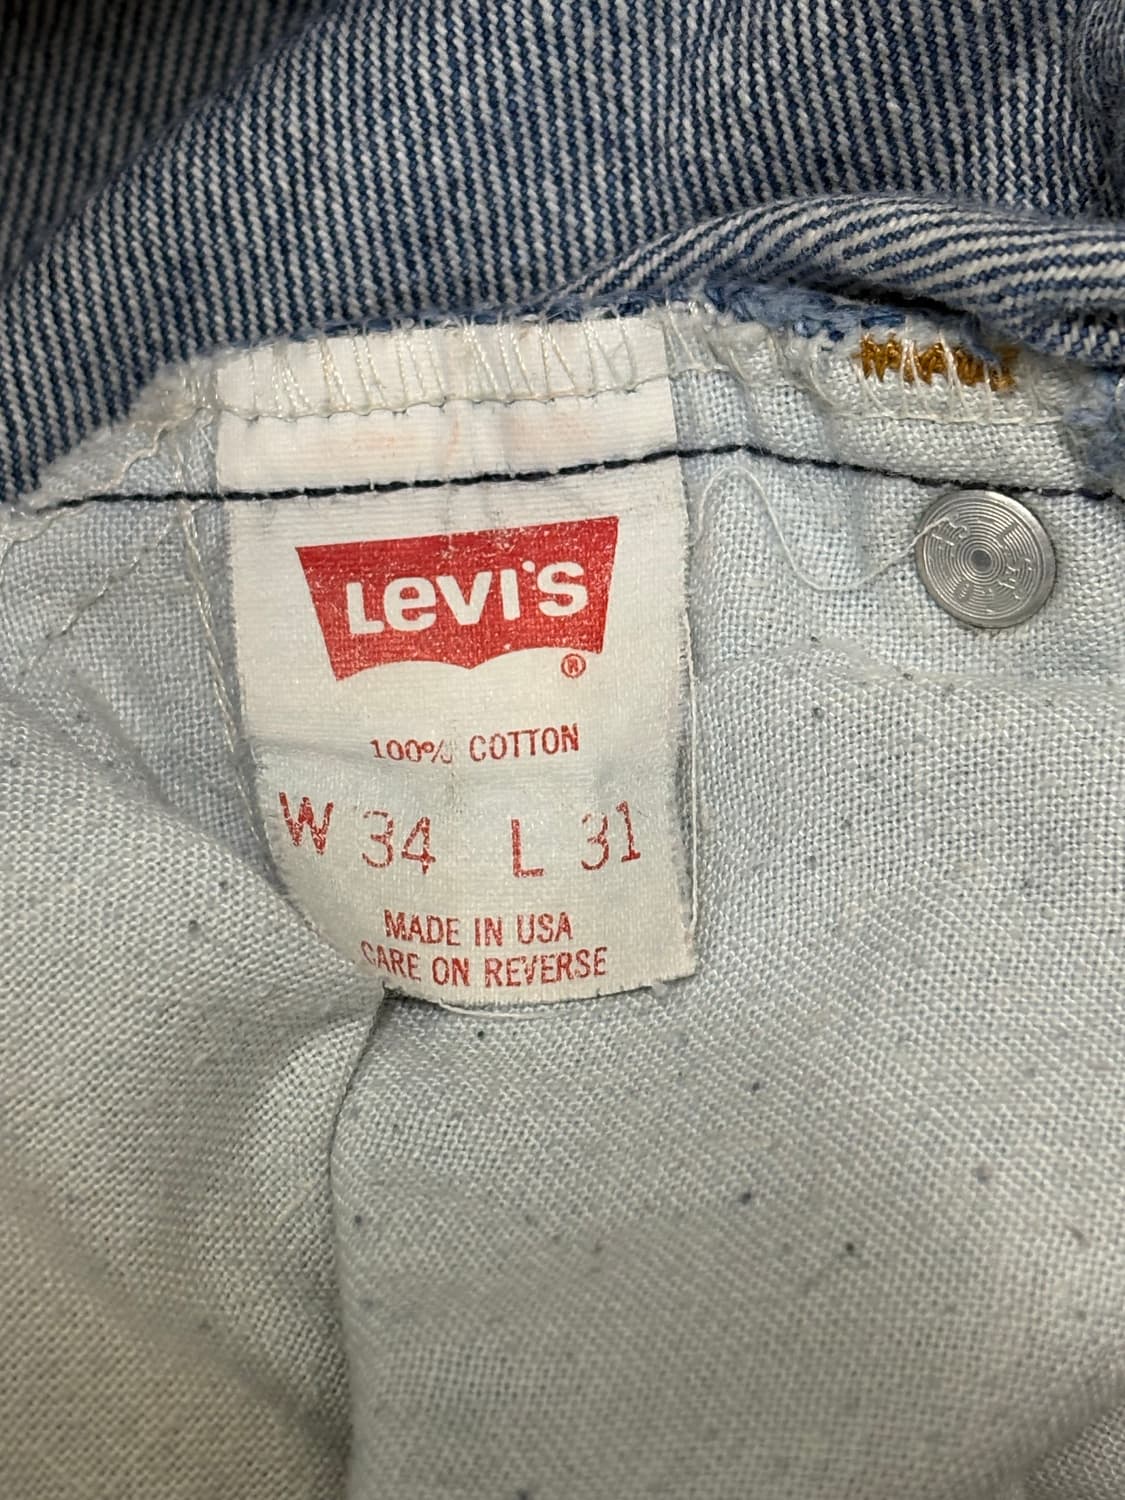 Levi's
®
100% COTTON
W 34 L 31
MADE IN USA
CARE ON REVERSE